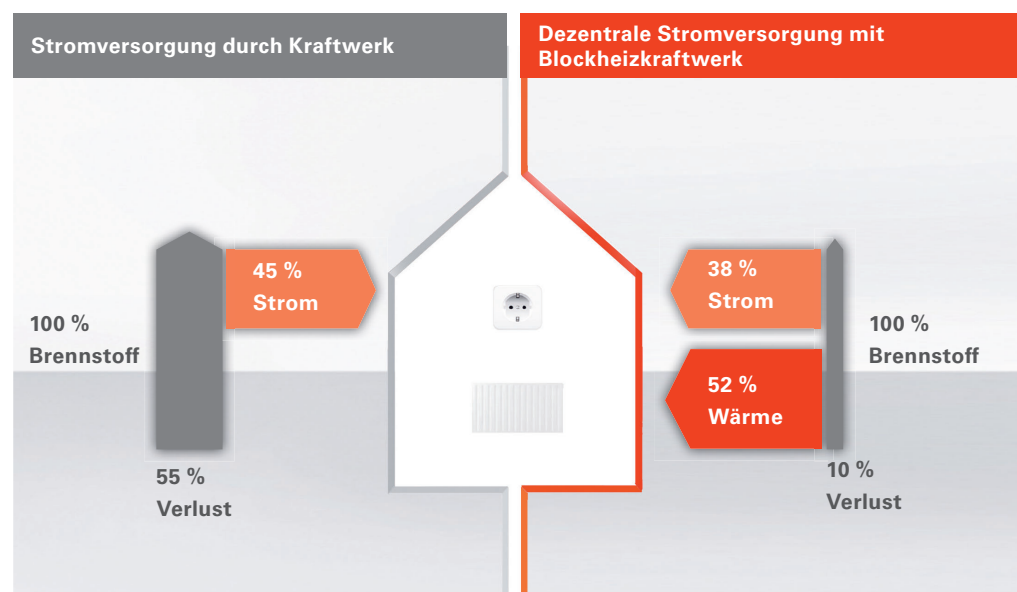 Stromversorgung durch Kraftwerk
45 %
Strom
100 %
Brennstoff
55 %
Verlust
Dezentrale Stromversorgung mit
Blockheizkraftwerk
38 %
Strom
52 %
Wärme
100 %
Brennstoff
10 %
Verlust